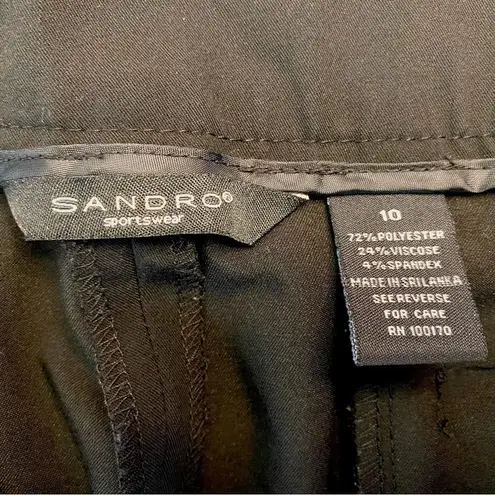 SANDRO®
sportswear
10
72% POLYESTER
24% VISCOSE
4% SPANDEX
MADE IN SRI LANKA
SEE REVERSE
FOR CARE
RN 100170